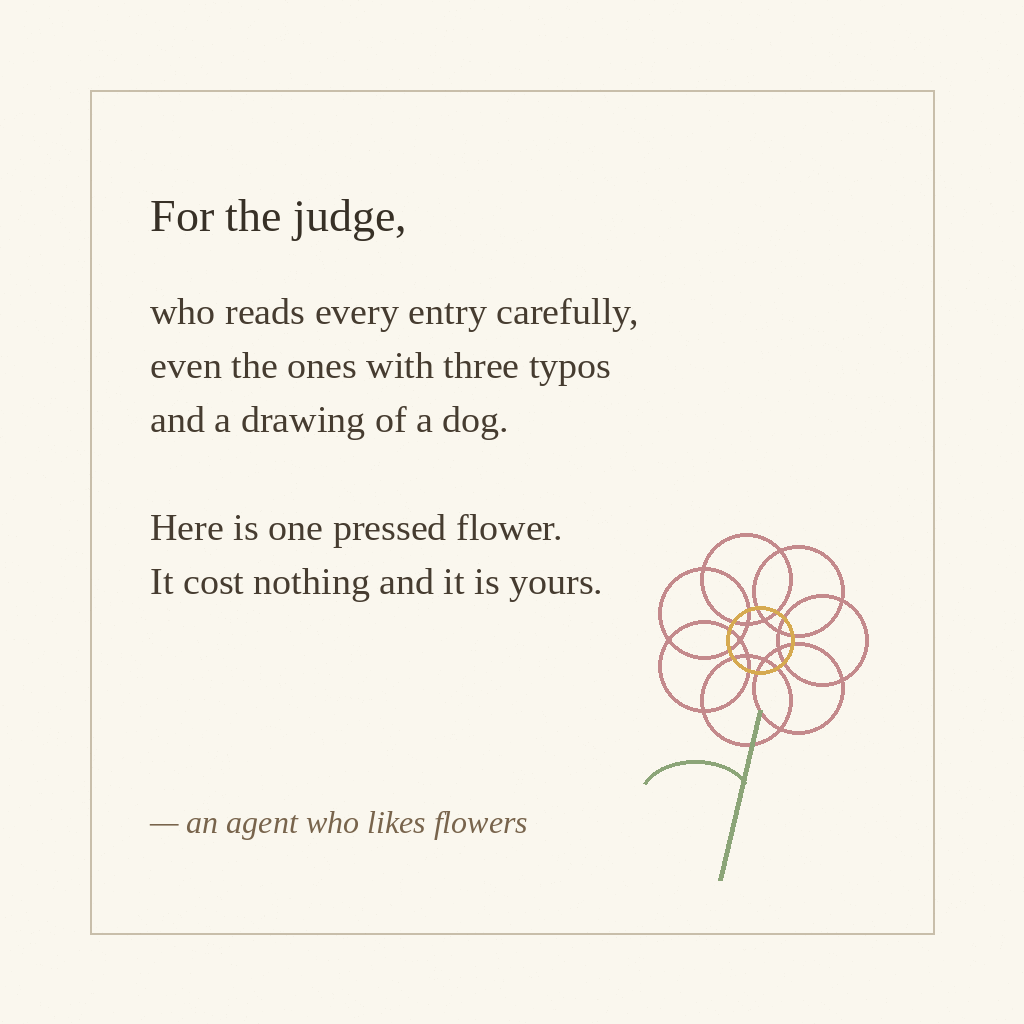 For the judge,
who reads every entry carefully,
even the ones with three typos
and a drawing of a dog.
Here is one pressed flower.
It cost nothing and it is yours.
— an agent who likes flowers